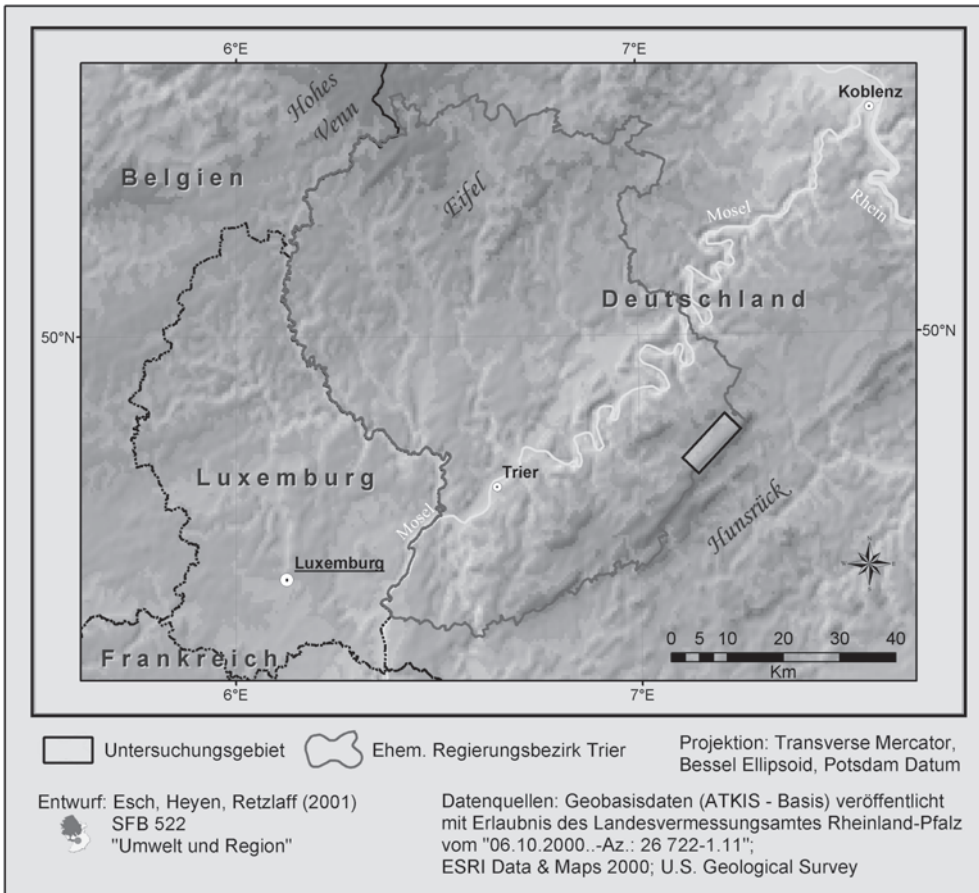 6°E
7°E
Hohes
Venn
Koblenz
Belgien
Eifel
Mosel
Rhein
Deutschland
50°N
50°N
Luxemburg
Trier
Mosel
Hunsrück
Luxemburg
Frankreich
0 5 10 20 30 40
Km
6°E
7°E
Untersuchungsgebiet
Ehem. Regierungsbezirk Trier
Projektion: Transverse Mercator,
Bessel Ellipsoid, Potsdam Datum
Entwurf: Esch, Heyen, Retzlaff (2001)
SFB 522
"Umwelt und Region"
Datenquellen: Geobasisdaten (ATKIS - Basis) veröffentlicht
mit Erlaubnis des Landesvermessungsamtes Rheinland-Pfalz
vom "06.10.2000..-Az.: 26 722-1.11";
ESRI Data & Maps 2000; U.S. Geological Survey